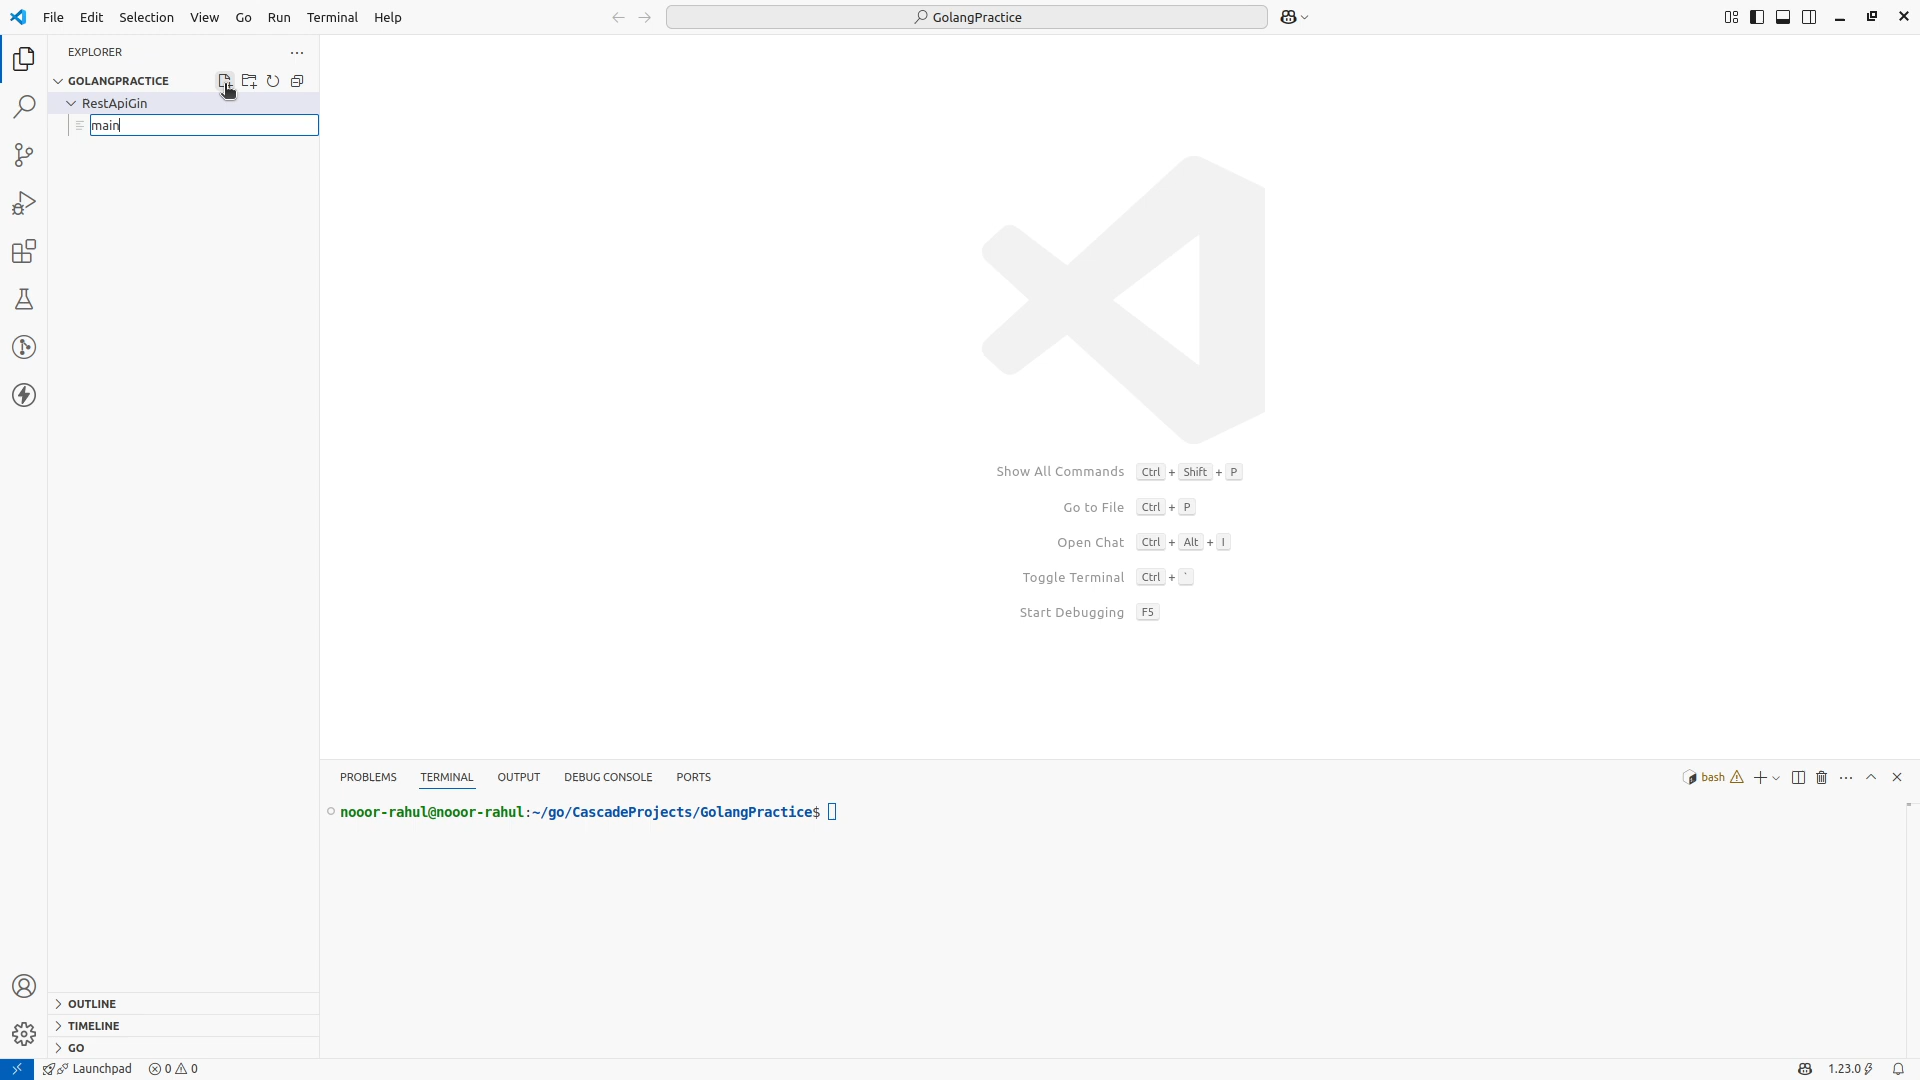 File Edit Selection View Go Run Terminal Help
GolangPractice
EXPLORER
GOLANGPRACTICE
RestApiGin
main
Show All Commands Ctrl + Shift + P
Go to File Ctrl + P
Open Chat Ctrl + Alt + I
Toggle Terminal Ctrl + `
Start Debugging F5
PROBLEMS TERMINAL OUTPUT DEBUG CONSOLE PORTS
bash
nooor-rahul@nooor-rahul:~/go/CascadeProjects/GolangPractice$
OUTLINE
TIMELINE
GO
Launchpad 0 0 1.23.0